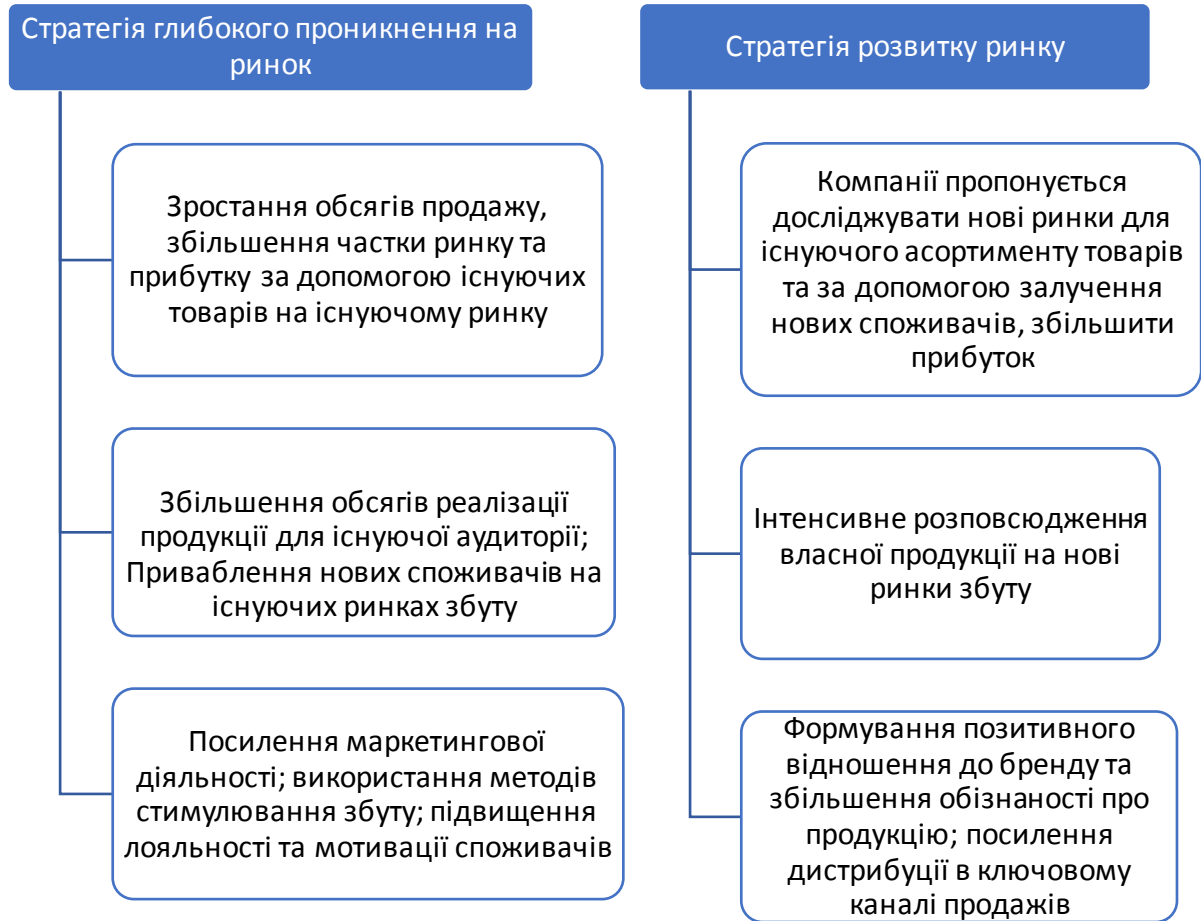 Стратегія глибокого проникнення на
ринок
Зростання обсягів продажу,
збільшення частки ринку та
прибутку за допомогою існуючих
товарів на існуючому ринку
Збільшення обсягів реалізації
продукції для існуючої аудиторії;
Приваблення нових споживачів на
існуючих ринках збуту
Посилення маркетингової
діяльності; використання методів
стимулювання збуту; підвищення
лояльності та мотивації споживачів
Стратегія розвитку ринку
Компанії пропонується
досліджувати нові ринки для
існуючого асортименту товарів
та за допомогою залучення
нових споживачів, збільшити
прибуток
Інтенсивне розповсюдження
власної продукції на нові
ринки збуту
Формування позитивного
відношення до бренду та
збільшення обізнаності про
продукцію; посилення
дистрибуції в ключовому
каналі продажів